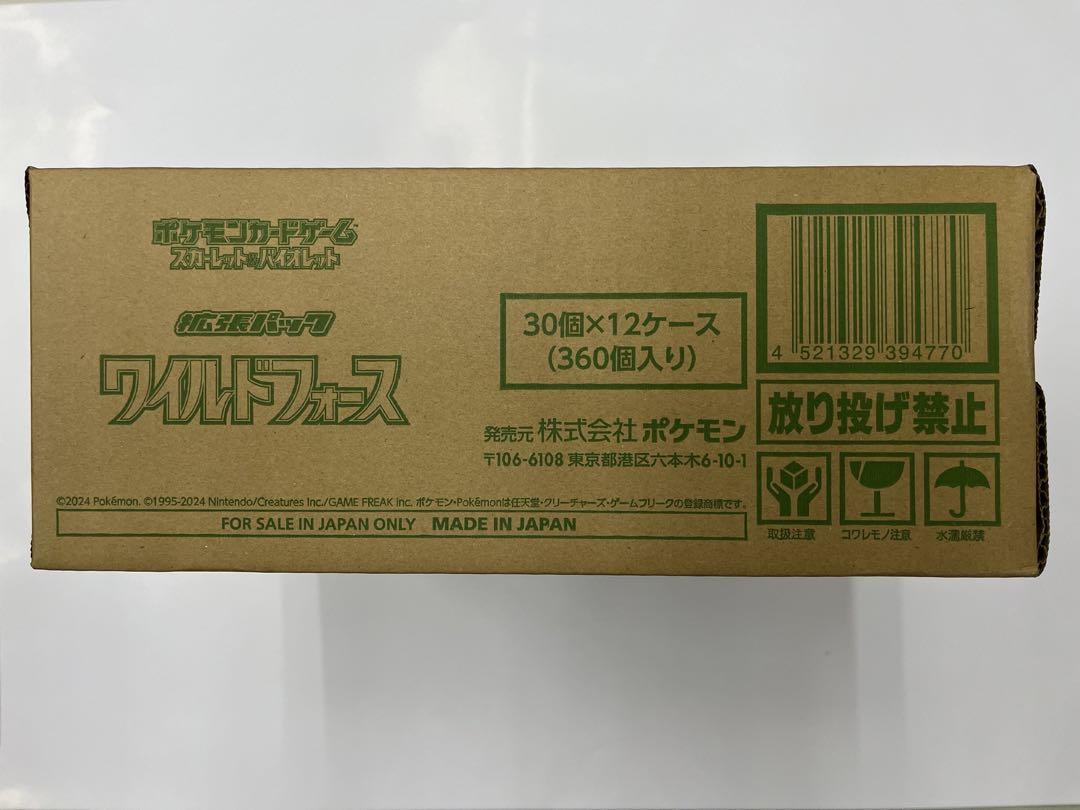 ポケモンカードゲーム
スカーレット&バイオレット
拡張パック
ワイルドフォース
30個×12ケース
(360個入り)
発売元 株式会社 ポケモン
〒106-6108 東京都港区六本木6-10-1
©2024 Pokémon. ©1995-2024 Nintendo/Creatures Inc./GAME FREAK inc. ポケモン・Pokémonは任天堂・クリーチャーズ・ゲームフリークの登録商標です。
FOR SALE IN JAPAN ONLY MADE IN JAPAN
4 521329 394770
放り投げ禁止
取扱注意 コワレモノ注意 水濡厳禁